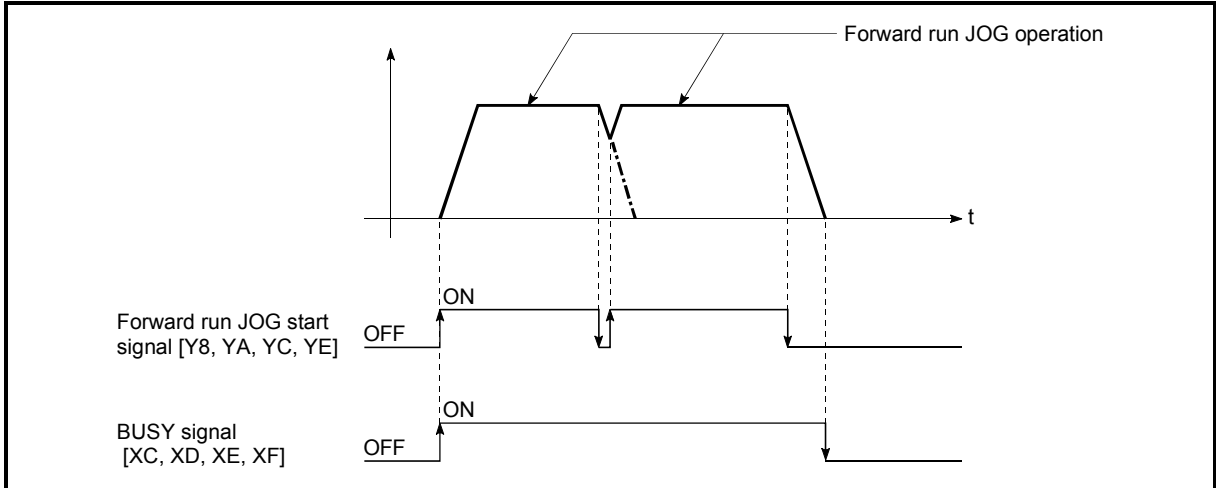 Forward run JOG operation
t
ON
Forward run JOG start
signal [Y8, YA, YC, YE]
OFF
ON
BUSY signal
[XC, XD, XE, XF]
OFF